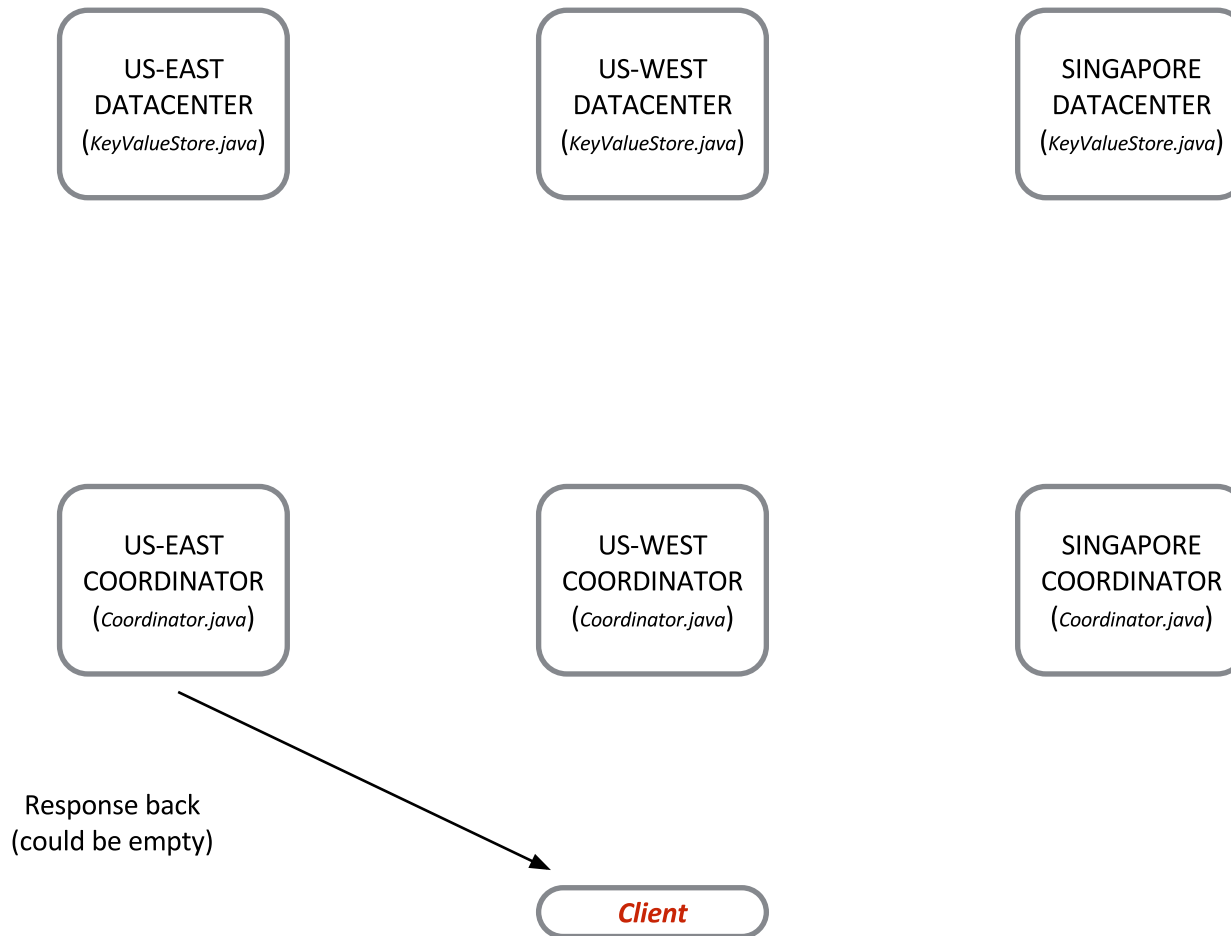 US-EAST
DATACENTER
(KeyValueStore.java)
US-WEST
DATACENTER
(KeyValueStore.java)
SINGAPORE
DATACENTER
(KeyValueStore.java)
US-EAST
COORDINATOR
(Coordinator.java)
US-WEST
COORDINATOR
(Coordinator.java)
SINGAPORE
COORDINATOR
(Coordinator.java)
Response back
(could be empty)
Client